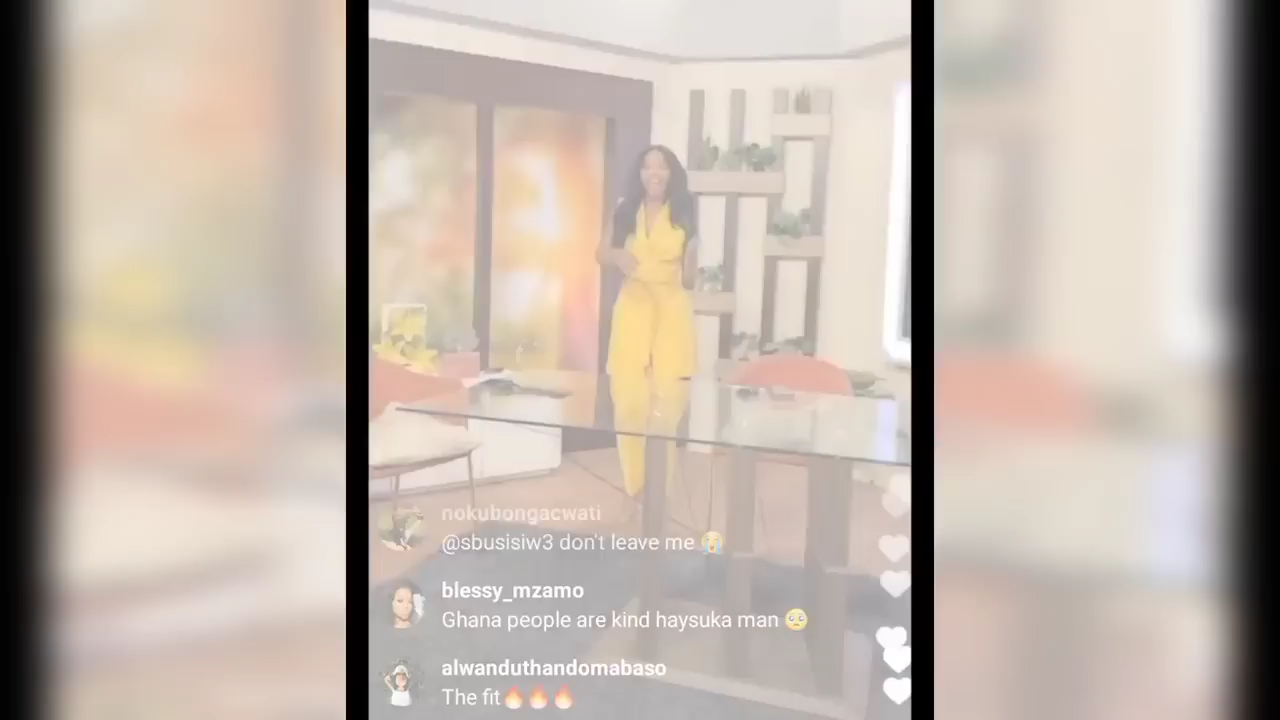 nokubongacwati
@sbusisiw3 don't leave me 😭
blessy_mzamo
Ghana people are kind haysuka man 🥺
alwanduthandomabaso
The fit🔥🔥🔥